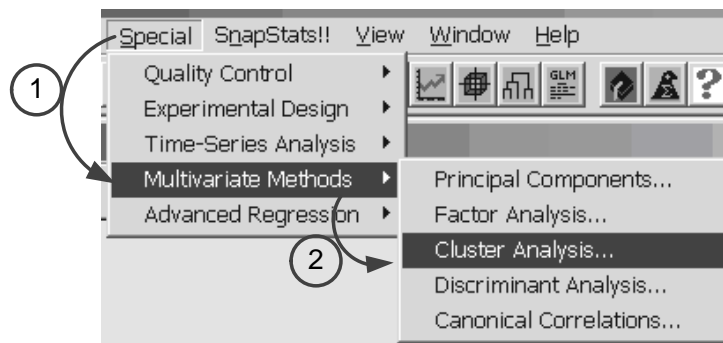 Special SnapStats!! View Window Help
1
Quality Control
Experimental Design
Time-Series Analysis
Multivariate Methods
Advanced Regression
GLM
?
2
Principal Components...
Factor Analysis...
Cluster Analysis...
Discriminant Analysis...
Canonical Correlations...